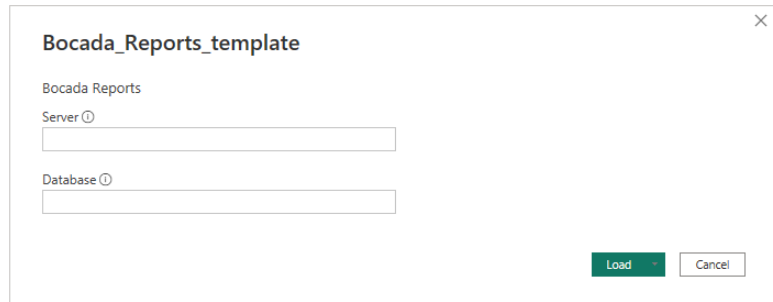 Bocada_Reports_template
Bocada Reports
Server
Database
Load
Cancel